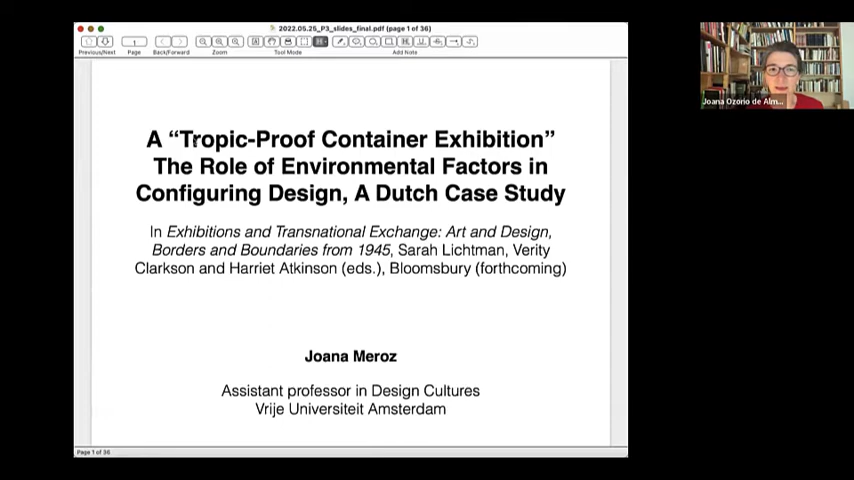 2022.05.25_P3_slides_final.pdf (page 1 of 36)
1
Previous/Next
Page
Back/Forward
Zoom
Tool Mode
Add Note
A “Tropic-Proof Container Exhibition”
The Role of Environmental Factors in
Configuring Design, A Dutch Case Study
In Exhibitions and Transnational Exchange: Art and Design,
Borders and Boundaries from 1945, Sarah Lichtman, Verity
Clarkson and Harriet Atkinson (eds.), Bloomsbury (forthcoming)
Joana Meroz
Assistant professor in Design Cultures
Vrije Universiteit Amsterdam
Page 1 of 36
Joana Ozorio de Alm...